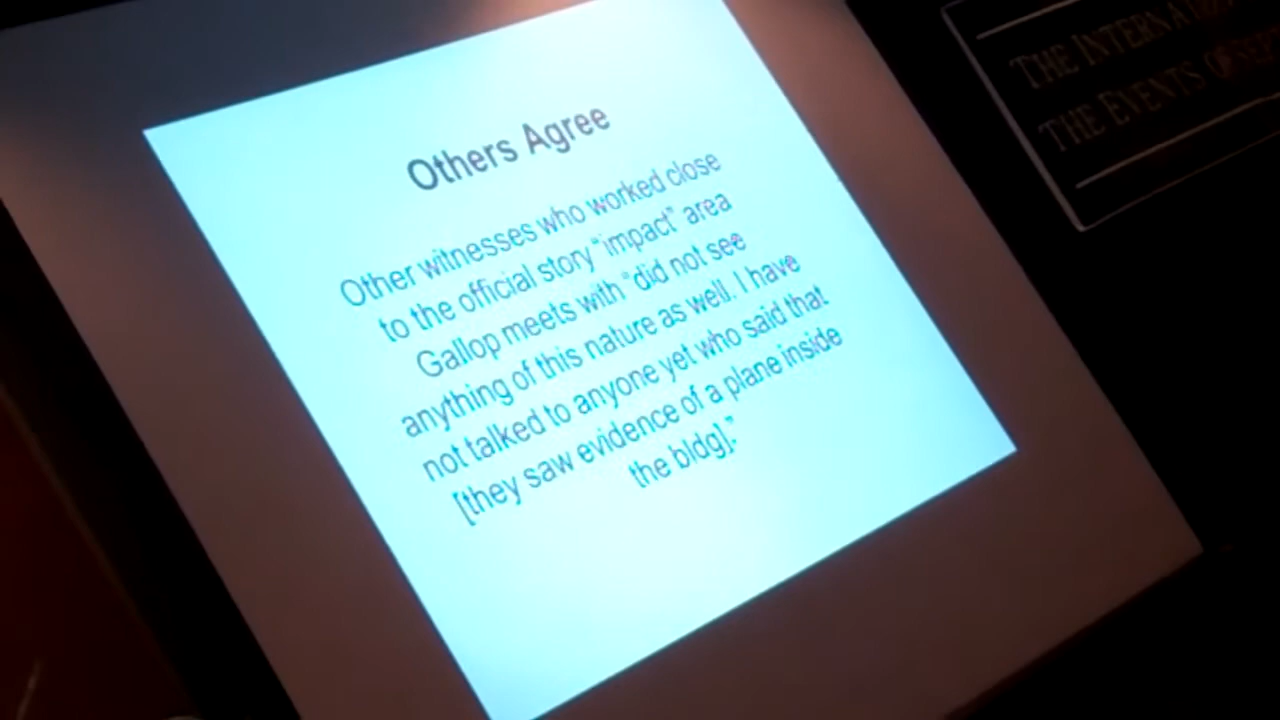 Others Agree
Other witnesses who worked close
to the official story "impact" area
Gallop meets with "did not see
anything of this nature as well. I have
not talked to anyone yet who said that
[they saw evidence of a plane inside
the bldg]."
THE INTERNA
THE EVENTS OF SEP